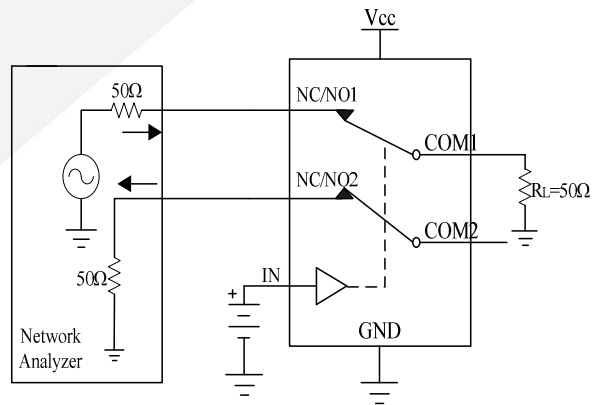 Vcc
50Ω
NC/NO1
COM1
NC/NO2
RL=50Ω
COM2
50Ω
IN
+
GND
Network
Analyzer